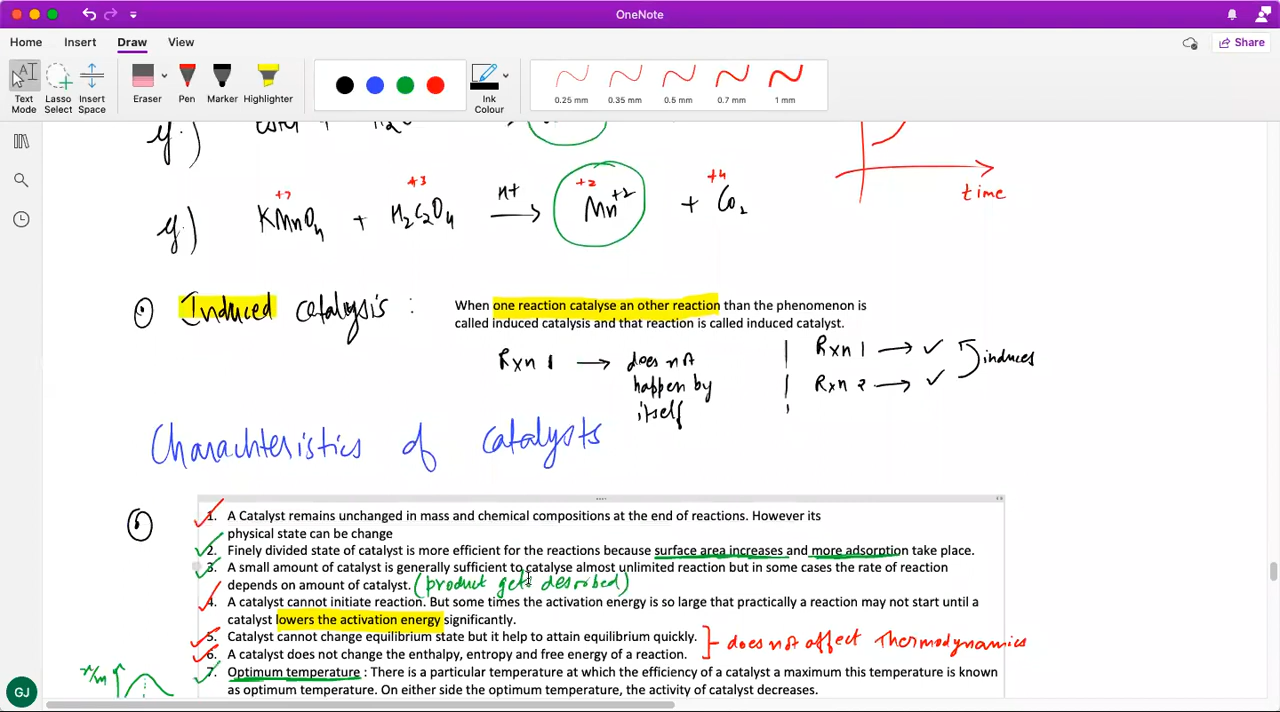 OneNote
Home Insert Draw View
Share
Text Mode
Lasso Select
Insert Space
Eraser
Pen
Marker
Highlighter
Ink Colour
0.25 mm
0.35 mm
0.5 mm
0.7 mm
1 mm
eg.)
time
eg.) KMnO4 + H2C2O4 H+ Mn+2 + CO2
+7 +3 +2 +4
Induced catalysis :
When one reaction catalyse an other reaction than the phenomenon is
called induced catalysis and that reaction is called induced catalyst.
Rxn 1 → does not
happen by
itself
Rxn 1 → ✓
Rxn 2 → ✓
induces
Charachteristics of catalysts
1. A Catalyst remains unchanged in mass and chemical compositions at the end of reactions. However its
physical state can be change
2. Finely divided state of catalyst is more efficient for the reactions because surface area increases and more adsorption take place.
3. A small amount of catalyst is generally sufficient to catalyse almost unlimited reaction but in some cases the rate of reaction
depends on amount of catalyst. (product gets desorbed)
4. A catalyst cannot initiate reaction. But some times the activation energy is so large that practically a reaction may not start until a
catalyst lowers the activation energy significantly.
5. Catalyst cannot change equilibrium state but it help to attain equilibrium quickly.
6. A catalyst does not change the enthalpy, entropy and free energy of a reaction.
does not affect Thermodynamics
7. Optimum temperature : There is a particular temperature at which the efficiency of a catalyst a maximum this temperature is known
as optimum temperature. On either side the optimum temperature, the activity of catalyst decreases.
x/m
GJ